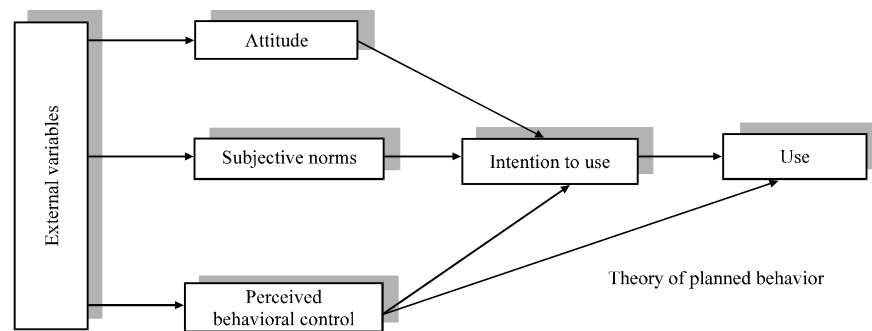 External variables
Attitude
Subjective norms
Intention to use
Use
Perceived
behavioral control
Theory of planned behavior